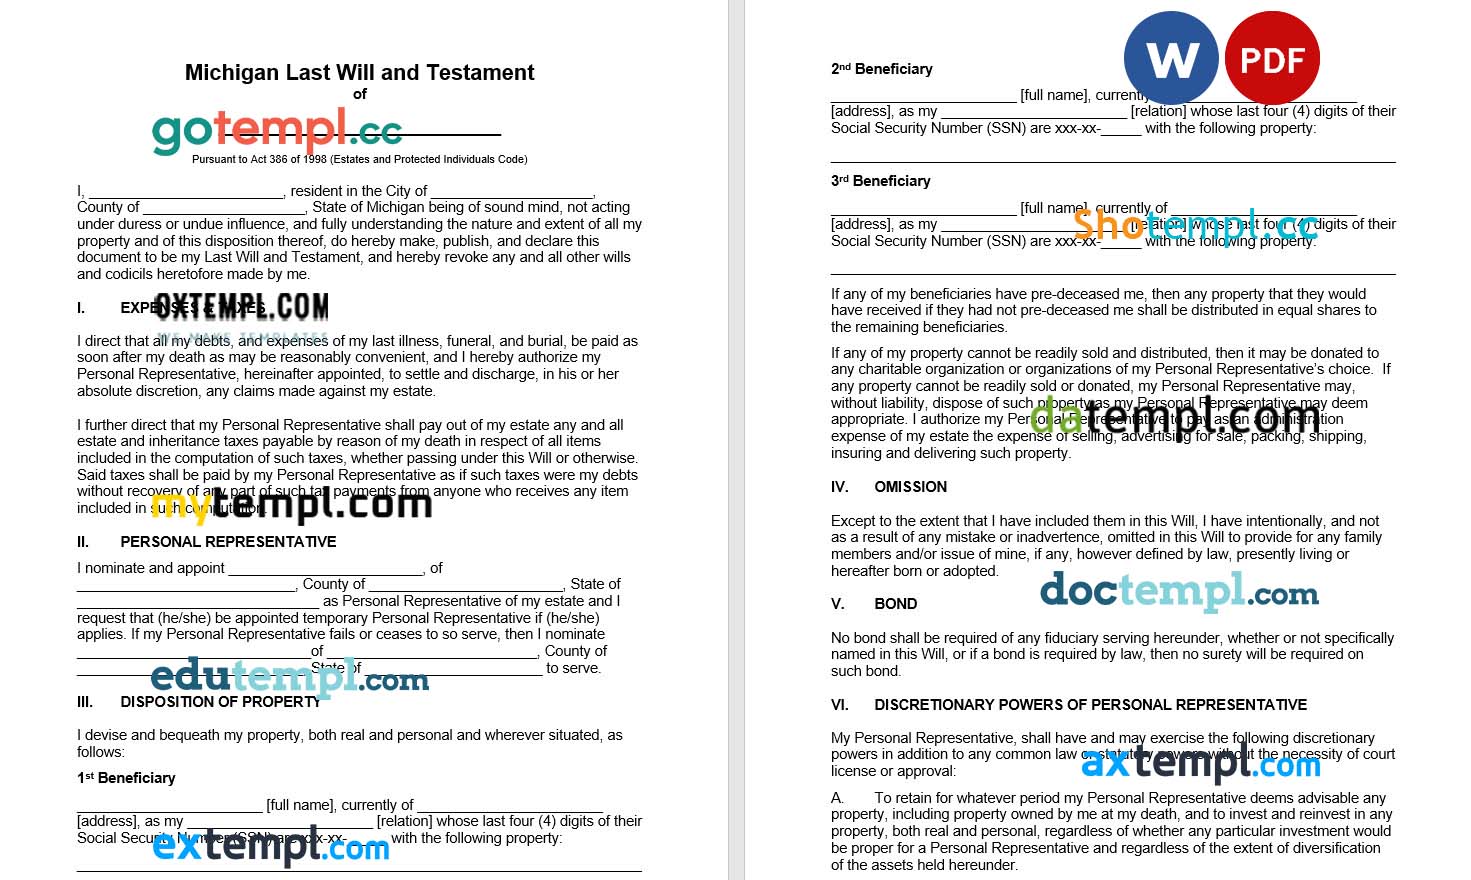 Michigan Last Will and Testament
of
gotempl.cc
Pursuant to Act 386 of 1998 (Estates and Protected Individuals Code)
I, ________________________, resident in the City of ____________________,
County of ____________________, State of Michigan being of sound mind, not acting
under duress or undue influence, and fully understanding the nature and extent of all my
property and of this disposition thereof, do hereby make, publish, and declare this
document to be my Last Will and Testament, and hereby revoke any and all other wills
and codicils heretofore made by me.
I. EXPENSES & TAXES
OXTEMPL.COM
WE MAKE TEMPLATES
I direct that all my debts, and expenses of my last illness, funeral, and burial, be paid as
soon after my death as may be reasonably convenient, and I hereby authorize my
Personal Representative, hereinafter appointed, to settle and discharge, in his or her
absolute discretion, any claims made against my estate.
I further direct that my Personal Representative shall pay out of my estate any and all
estate and inheritance taxes payable by reason of my death in respect of all items
included in the computation of such taxes, whether passing under this Will or otherwise.
Said taxes shall be paid by my Personal Representative as if such taxes were my debts
without recovery of any part of such tax payments from anyone who receives any item
included in such computation.
mytempl.com
II. PERSONAL REPRESENTATIVE
I nominate and appoint ________________________, of
___________________________, County of ________________________, State of
______________________________ as Personal Representative of my estate and I
request that (he/she) be appointed temporary Personal Representative if (he/she)
applies. If my Personal Representative fails or ceases to so serve, then I nominate
_____________________________of __________________________, County of
_____________________________State of ______________________ to serve.
edutempl.com
III. DISPOSITION OF PROPERTY
I devise and bequeath my property, both real and personal and wherever situated, as
follows:
1st Beneficiary
_______________________ [full name], currently of _______________________
[address], as my _______________________ [relation] whose last four (4) digits of their
Social Security Number (SSN) are xxx-xx-_____ with the following property:
extempl.com
W PDF
2nd Beneficiary
_______________________ [full name], currently _______________________
[address], as my _______________________ [relation] whose last four (4) digits of their
Social Security Number (SSN) are xxx-xx-_____ with the following property:
3rd Beneficiary
_______________________ [full name], currently of _______________________
[address], as my _______________________ [relation] whose last four (4) digits of their
Social Security Number (SSN) are xxx-xx-_____ with the following property:
Shotempl.cc
If any of my beneficiaries have pre-deceased me, then any property that they would
have received if they had not pre-deceased me shall be distributed in equal shares to
the remaining beneficiaries.
If any of my property cannot be readily sold and distributed, then it may be donated to
any charitable organization or organizations of my Personal Representative's choice. If
any property cannot be readily sold or donated, my Personal Representative may,
without liability, dispose of such property as my Personal Representative may deem
appropriate. I authorize my Personal Representative to pay as an administration
expense of my estate the expense of selling, advertising for sale, packing, shipping,
insuring and delivering such property.
datempl.com
IV. OMISSION
Except to the extent that I have included them in this Will, I have intentionally, and not
as a result of any mistake or inadvertence, omitted in this Will to provide for any family
members and/or issue of mine, if any, however defined by law, presently living or
hereafter born or adopted.
doctempl.com
V. BOND
No bond shall be required of any fiduciary serving hereunder, whether or not specifically
named in this Will, or if a bond is required by law, then no surety will be required on
such bond.
VI. DISCRETIONARY POWERS OF PERSONAL REPRESENTATIVE
My Personal Representative, shall have and may exercise the following discretionary
powers in addition to any common law or statutory powers without the necessity of court
license or approval:
axtempl.com
A. To retain for whatever period my Personal Representative deems advisable any
property, including property owned by me at my death, and to invest and reinvest in any
property, both real and personal, regardless of whether any particular investment would
be proper for a Personal Representative and regardless of the extent of diversification
of the assets held hereunder.